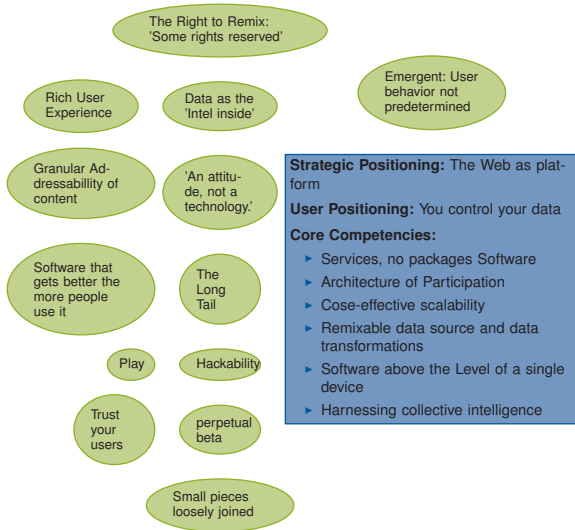 The Right to Remix:
'Some rights reserved'
Emergent: User
behavior not
predetermined
Rich User
Experience
Data as the
'Intel inside'
Granular Ad-
dressabillity of
content
'An attitu-
de, not a
technology.'
Strategic Positioning: The Web as plat-
form
User Positioning: You control your data
Core Competencies:
► Services, no packages Software
► Architecture of Participation
► Cose-effective scalability
► Remixable data source and data
transformations
► Software above the Level of a single
device
► Harnessing collective intelligence
Software that
gets better the
more people
use it
The
Long
Tail
Play
Hackability
Trust
your
users
perpetual
beta
Small pieces
loosely joined